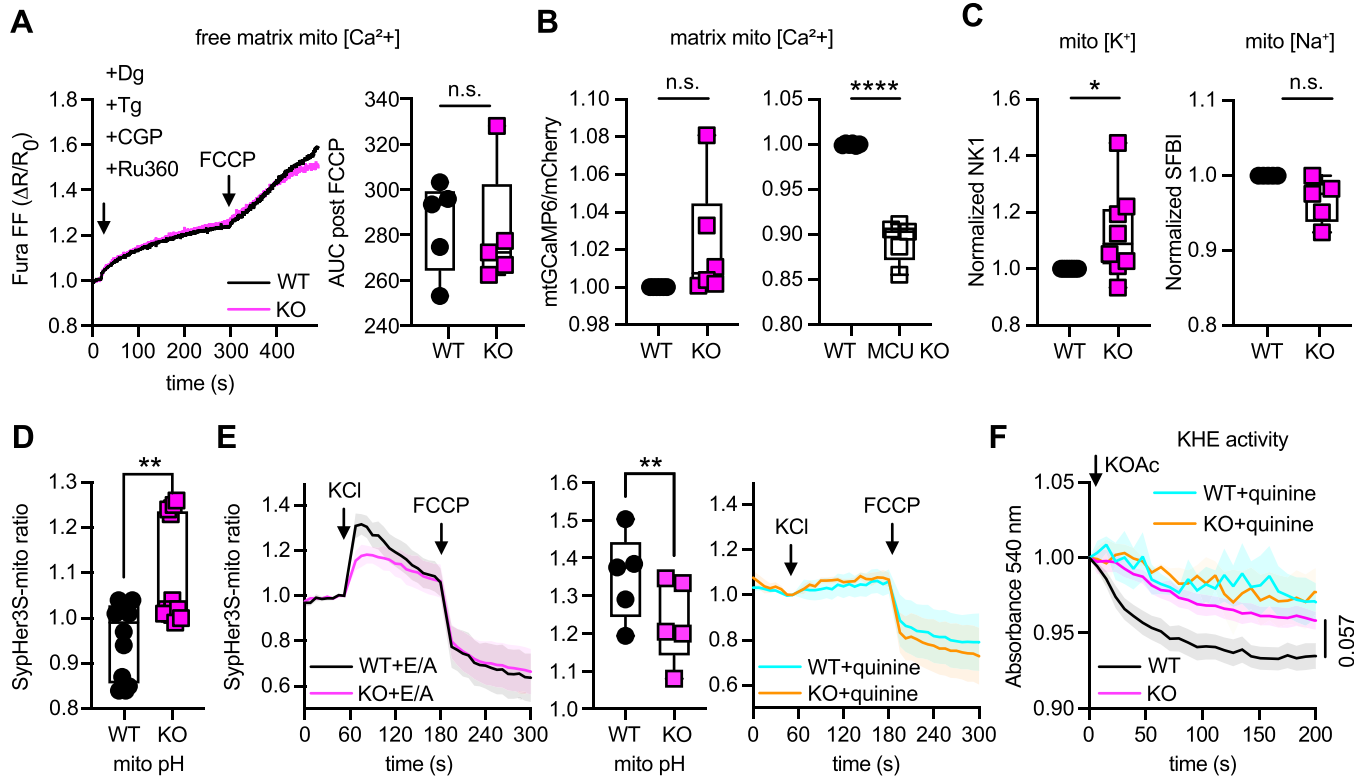 A
free matrix mito [Ca²+]
+Dg
+Tg
+CGP
+Ru360
FCCP
Fura FF (ΔR/R0)
1.8
1.6
1.4
1.2
1.0
0.8
WT
KO
0 100 200 300 400
time (s)
n.s.
AUC post FCCP
340
320
300
280
260
240
WT KO
B
matrix mito [Ca²+]
n.s.
mtGCaMP6/mCherry
1.10
1.08
1.06
1.04
1.02
1.00
0.98
WT KO
****
1.05
1.00
0.95
0.90
0.85
0.80
WT MCU KO
C
mito [K⁺]
*
Normalized NK1
1.6
1.4
1.2
1.0
0.8
WT KO
mito [Na⁺]
n.s.
Normalized SFBI
1.1
1.0
0.9
0.8
WT KO
D
**
SypHer3S-mito ratio
1.3
1.2
1.1
1.0
0.9
0.8
WT KO
mito pH
E
KCl
FCCP
SypHer3S-mito ratio
1.4
1.2
1.0
0.8
0.6
WT+E/A
KO+E/A
0 60 120 180 240 300
time (s)
**
1.6
1.5
1.4
1.3
1.2
1.1
1.0
WT KO
mito pH
KCl
FCCP
1.4
1.2
1.0
0.8
0.6
WT+quinine
KO+quinine
0 60 120 180 240 300
time (s)
F
KHE activity
KOAc
WT+quinine
KO+quinine
Absorbance 540 nm
1.05
1.00
0.95
0.90
WT
KO
0.057
0 50 100 150 200
time (s)